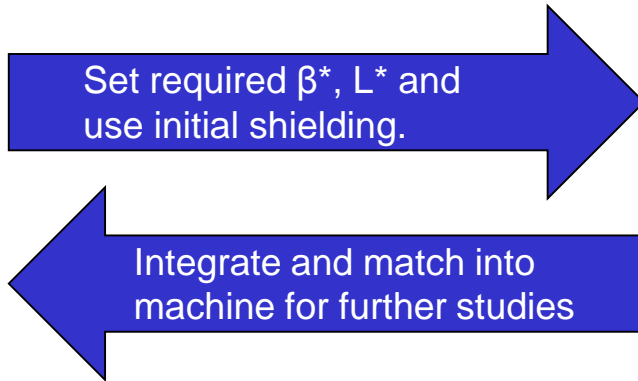 Set required β*, L* and
use initial shielding.
Integrate and match into
machine for further studies